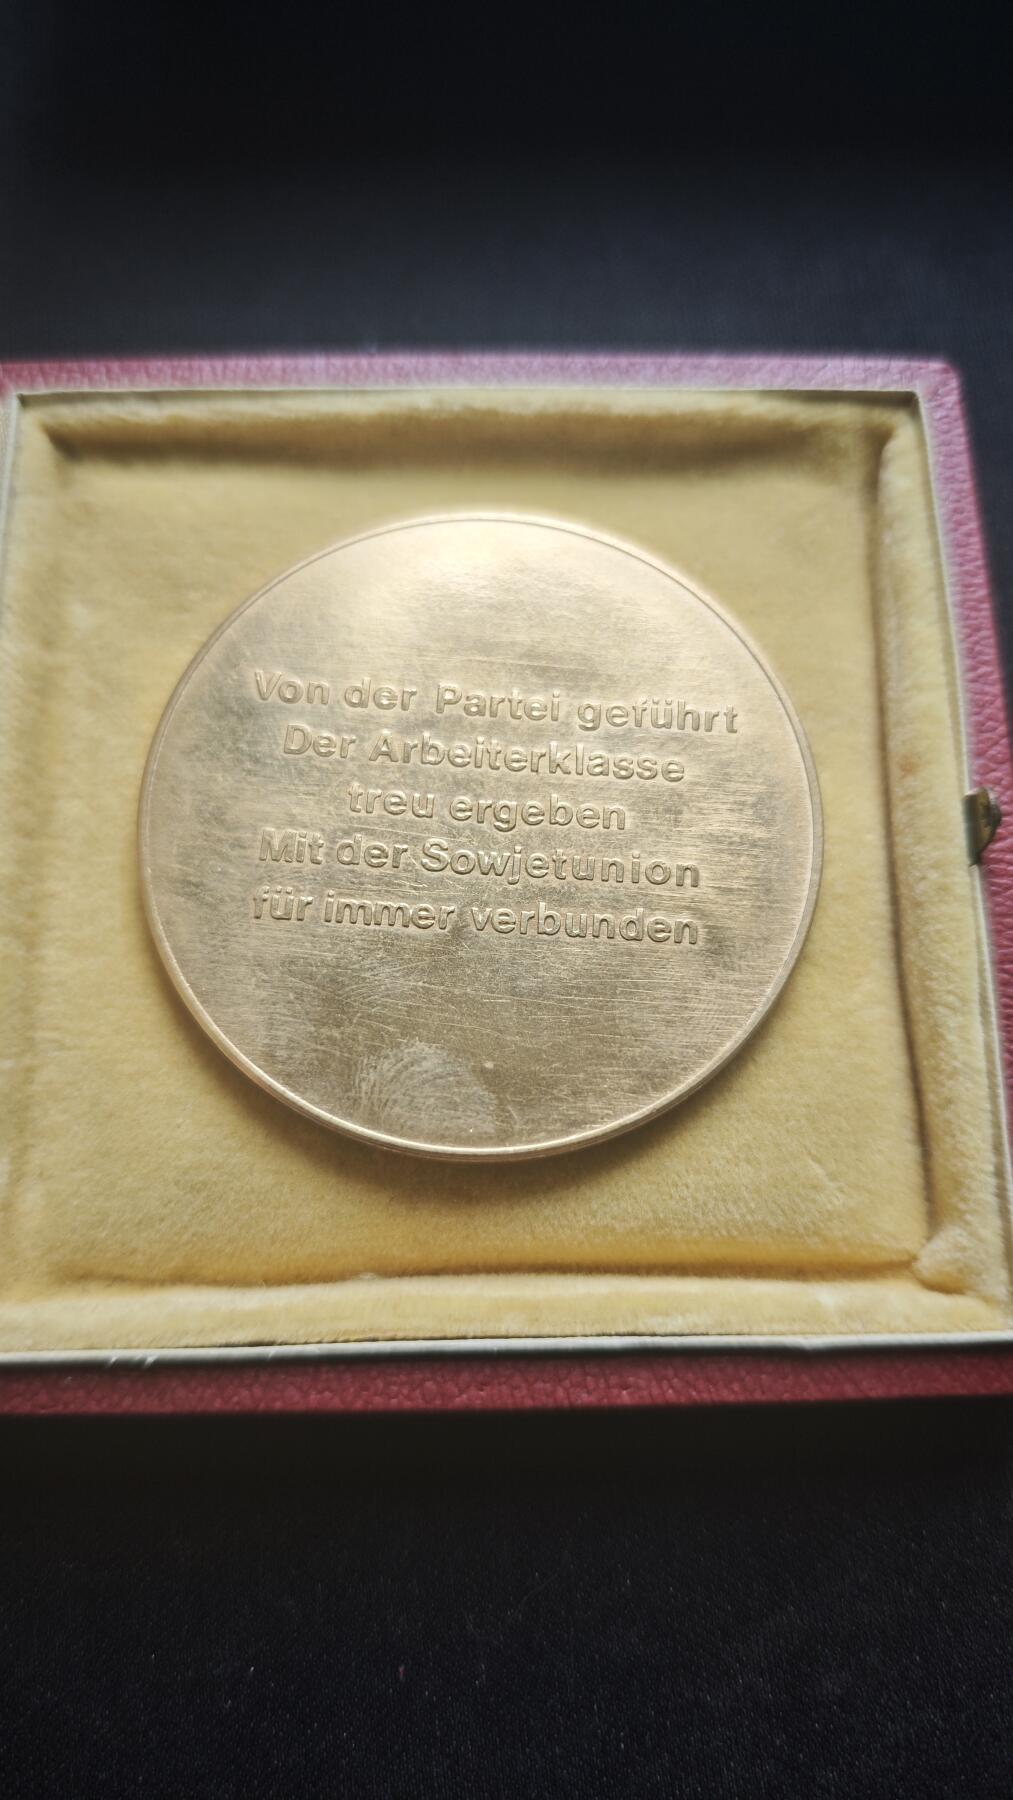 Von der Partei geführt
Der Arbeiterklasse
treu ergeben
Mit der Sowjetunion
für immer verbunden